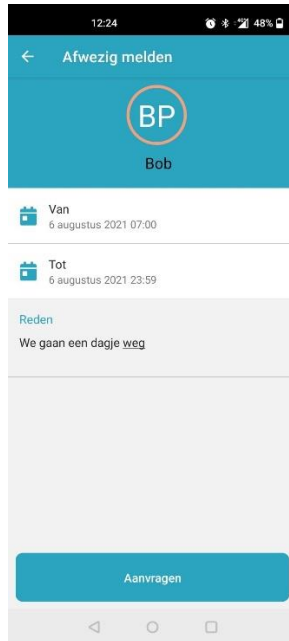 12:24
48%
Afwezig melden
BP
Bob
Van
6 augustus 2021 07:00
Tot
6 augustus 2021 23:59
Reden
We gaan een dagje weg
Aanvragen